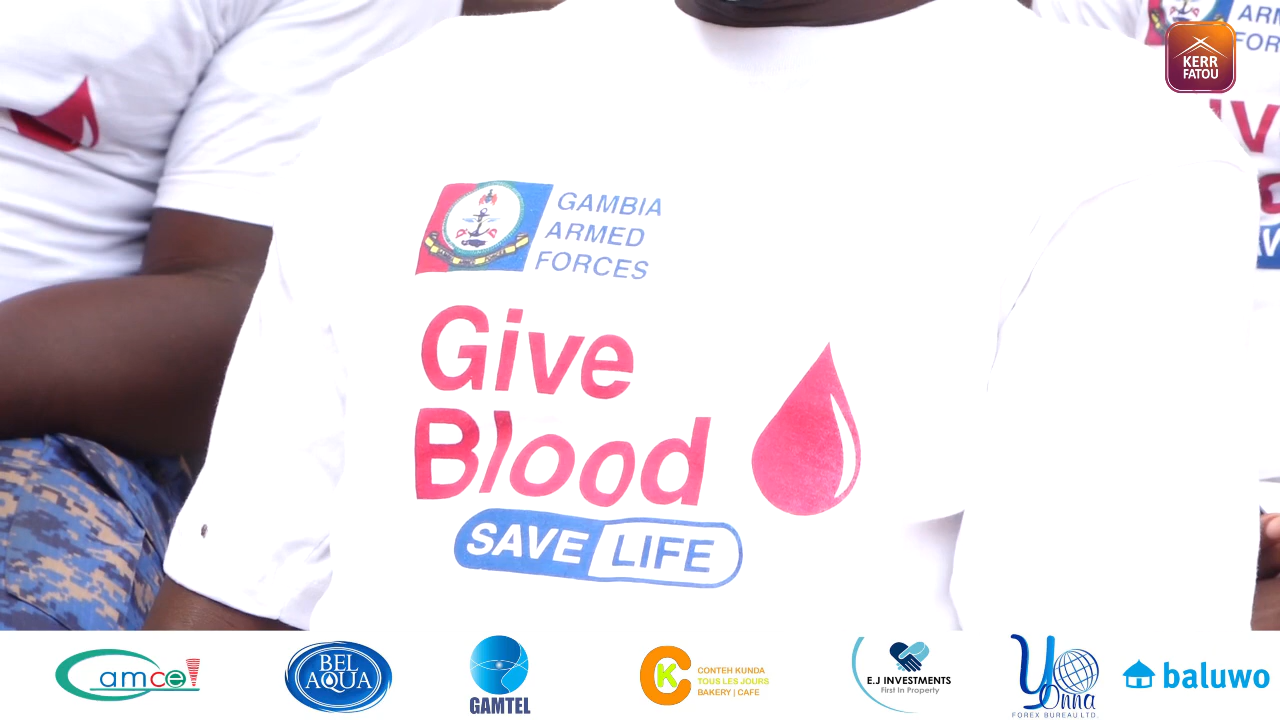 KERR
FATOU
GAMBIA
ARMED
FORCES
Give
Blood
SAVE LIFE
Gamcel
BEL
AQUA
GAMTEL
CONTEH KUNDA
TOUS LES JOURS
BAKERY | CAFE
E.J INVESTMENTS
First In Property
Yonna
FOREX BUREAU LTD.
baluwo